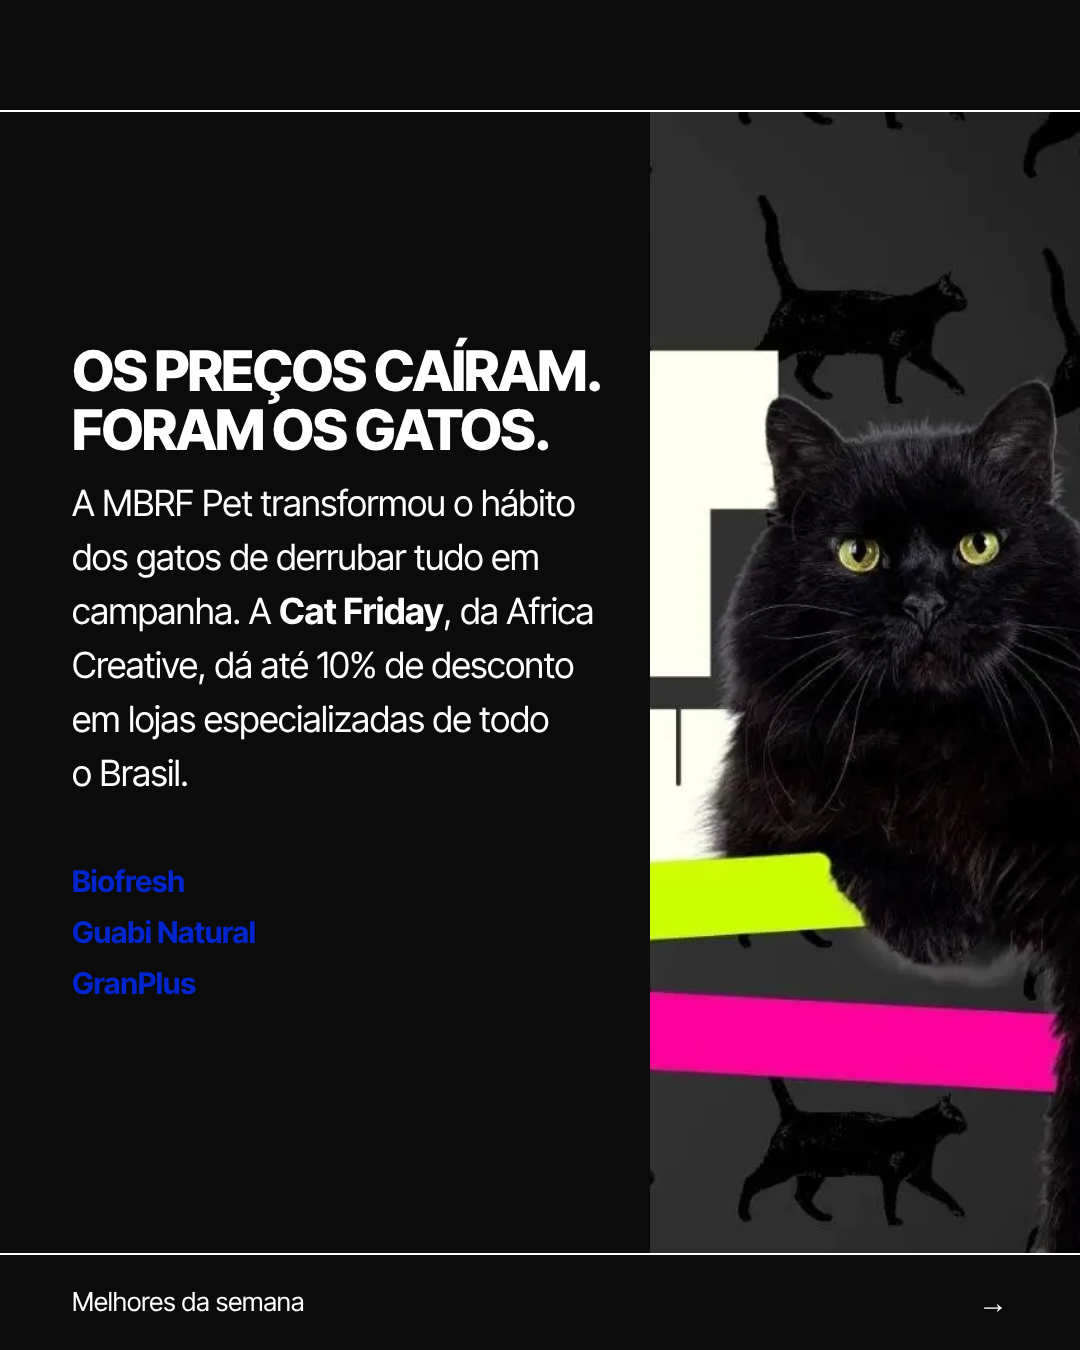 OS PREÇOS CAÍRAM.
FORAM OS GATOS.
A MBRF Pet transformou o hábito
dos gatos de derrubar tudo em
campanha. A Cat Friday, da Africa
Creative, dá até 10% de desconto
em lojas especializadas de todo
o Brasil.
Biofresh
Guabi Natural
GranPlus
Melhores da semana
→